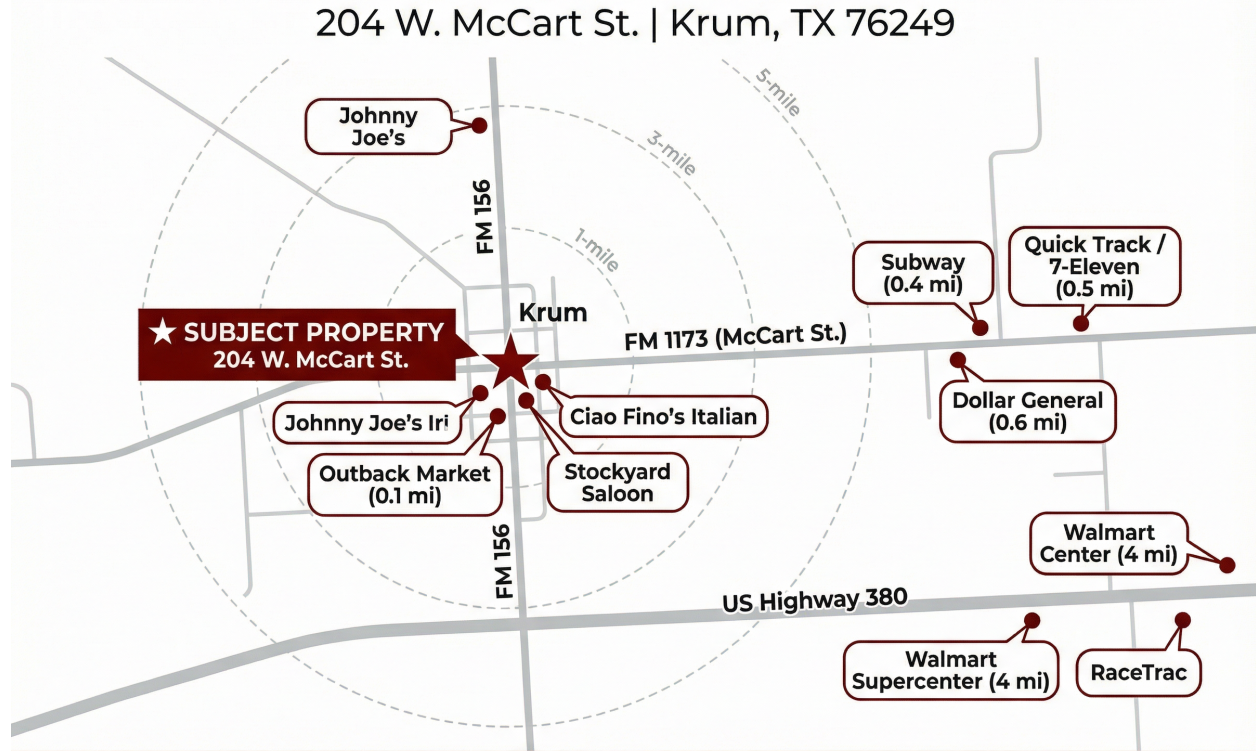 204 W. McCart St. | Krum, TX 76249
5-mile
3-mile
1-mile
Johnny
Joe's
FM 156
Quick Track /
7-Eleven
(0.5 mi)
Subway
(0.4 mi)
Krum
★ SUBJECT PROPERTY
204 W. McCart St.
FM 1173 (McCart St.)
Dollar General
(0.6 mi)
Johnny Joe's Iri
Ciao Fino's Italian
Outback Market
(0.1 mi)
Stockyard
Saloon
FM 156
Walmart
Center (4 mi)
US Highway 380
Walmart
Supercenter (4 mi)
RaceTrac